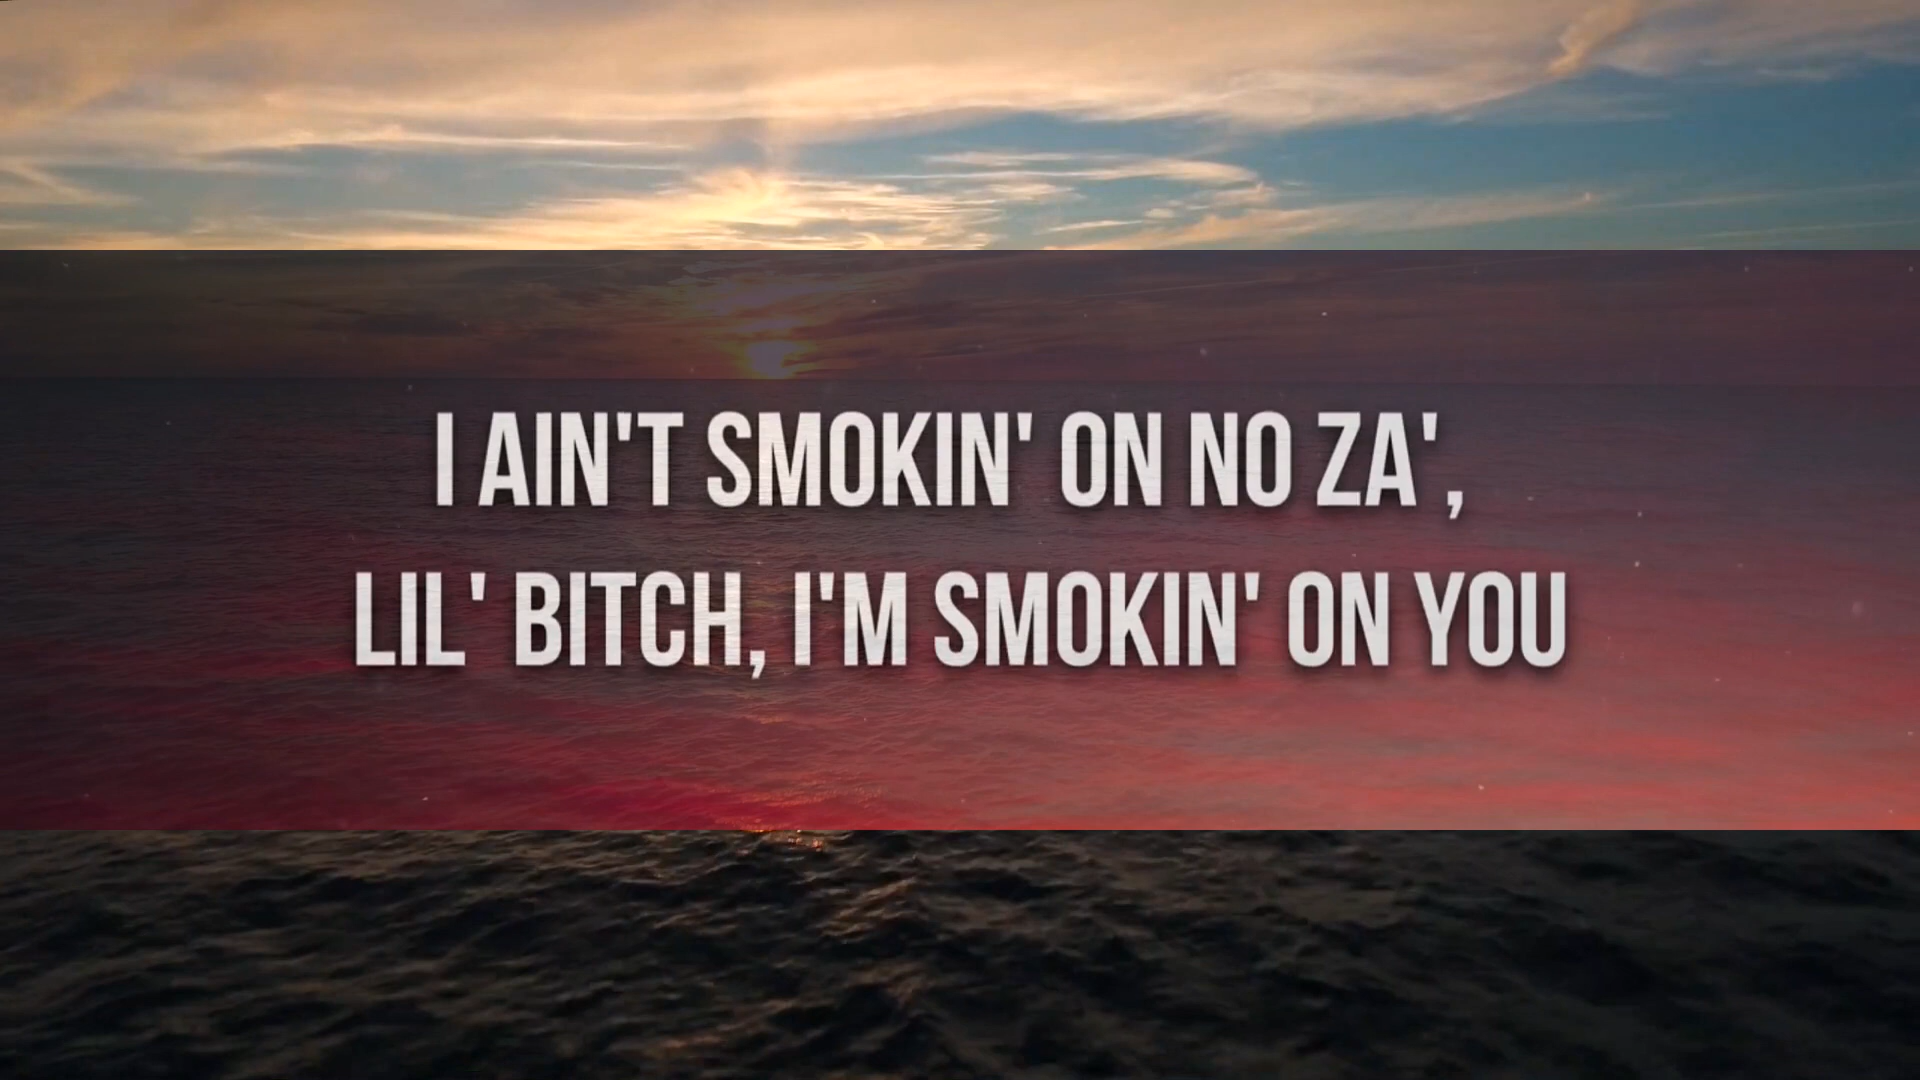 I AIN'T SMOKIN' ON NO ZA',
LIL' BITCH, I'M SMOKIN' ON YOU